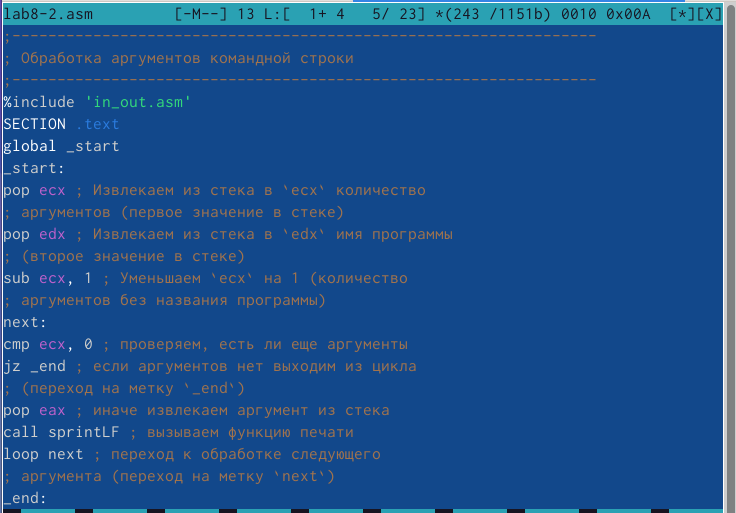 lab8-2.asm [-M--] 13 L:[ 1+ 4 5/ 23] *(243 /1151b) 0010 0x00A [*][X]
;----------------------------------------------------------------
; Обработка аргументов командной строки
;----------------------------------------------------------------
%include 'in_out.asm'
SECTION .text
global _start
_start:
pop ecx ; Извлекаем из стека в `ecx` количество
; аргументов (первое значение в стеке)
pop edx ; Извлекаем из стека в `edx` имя программы
; (второе значение в стеке)
sub ecx, 1 ; Уменьшаем `ecx` на 1 (количество
; аргументов без названия программы)
next:
cmp ecx, 0 ; проверяем, есть ли еще аргументы
jz _end ; если аргументов нет выходим из цикла
; (переход на метку `_end`)
pop eax ; иначе извлекаем аргумент из стека
call sprintLF ; вызываем функцию печати
loop next ; переход к обработке следующего
; аргумента (переход на метку `next`)
_end: